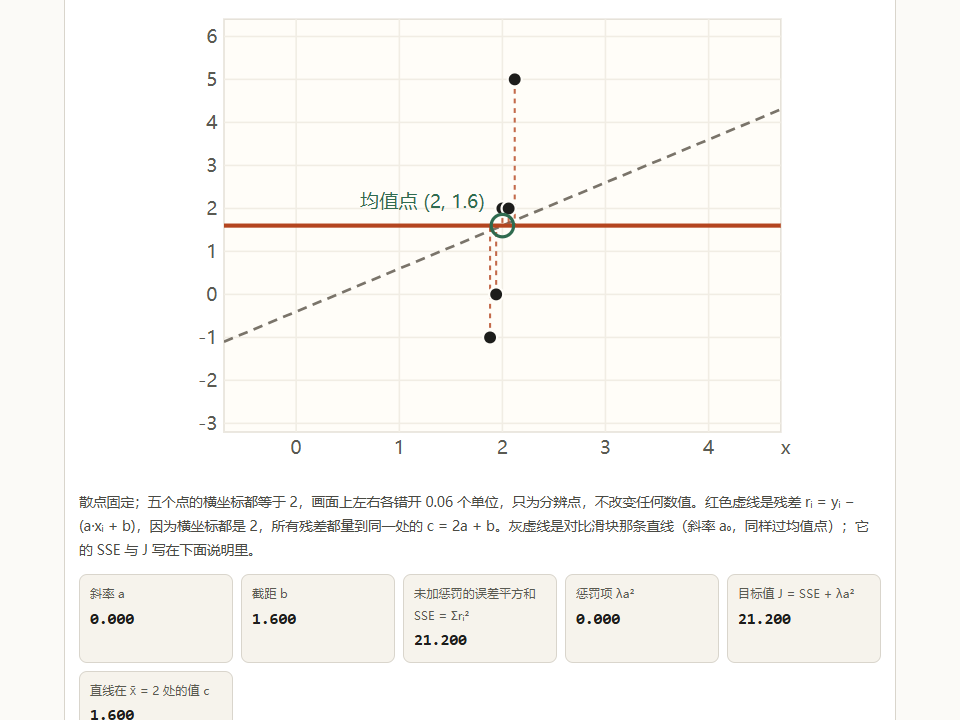 6
5
4
3
均值点 (2, 1.6)
2
1
0
-1
-2
-3
0 1 2 3 4 x
散点固定；五个点的横坐标都等于 2，画面上左右各错开 0.06 个单位，只为分辨点，不改变任何数值。红色虚线是残差 rᵢ = yᵢ −
(a·xᵢ + b)，因为横坐标都是 2，所有残差都量到同一处的 c = 2a + b。灰虚线是对比滑块那条直线（斜率 a₀，同样过均值点）；它
的 SSE 与 J 写在下面说明里。
斜率 a
0.000
截距 b
1.600
未加惩罚的误差平方和
SSE = Σrᵢ²
21.200
惩罚项 λa²
0.000
目标值 J = SSE + λa²
21.200
直线在 x̄ = 2 处的值 c
1.600